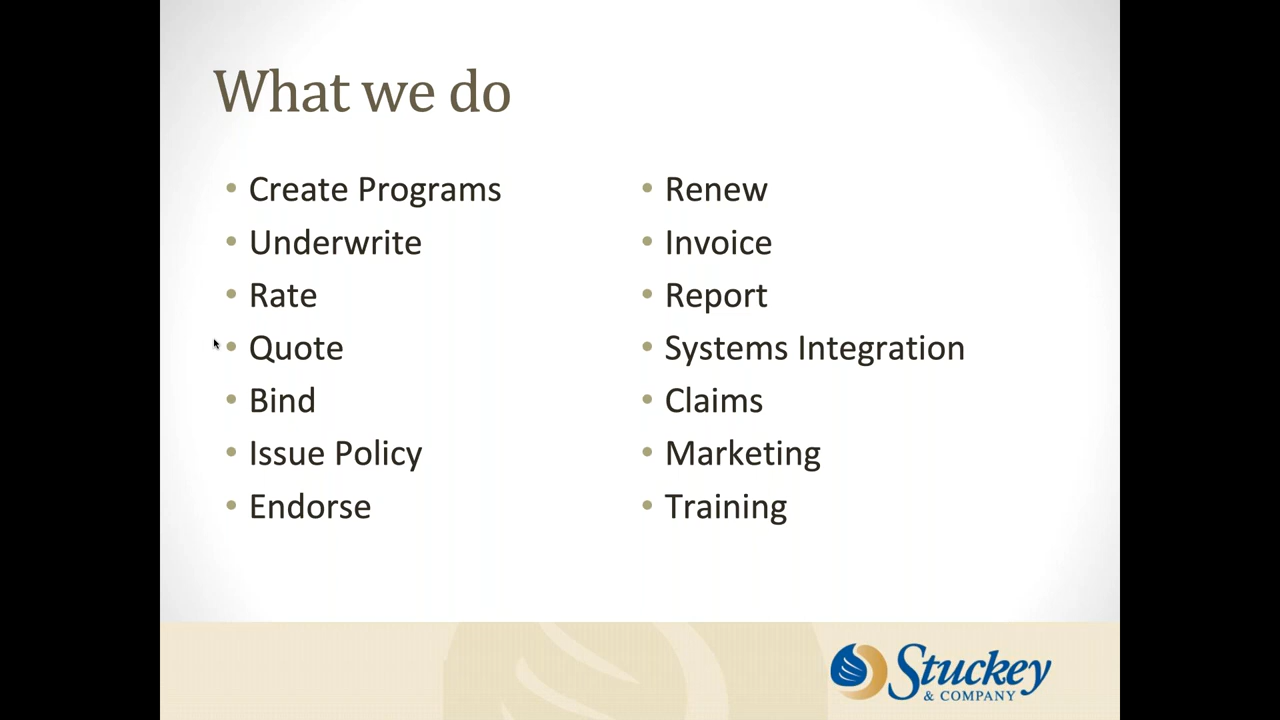 What we do
• Create Programs
• Underwrite
• Rate
• Quote
• Bind
• Issue Policy
• Endorse
• Renew
• Invoice
• Report
• Systems Integration
• Claims
• Marketing
• Training
Stuckey
& COMPANY